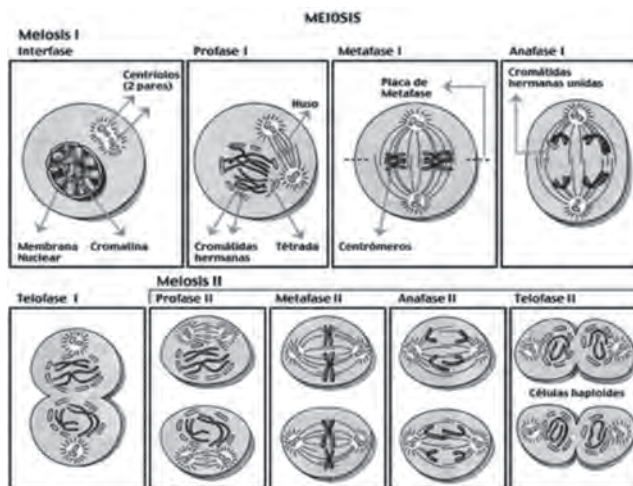 MEIOSIS
Meiosis I
Interfase
Profase I
Metafase I
Anafase I
Centríolos
(2 pares)
Huso
Placa de
Metafase
Cromátidas
hermanas unidas
Membrana
Nuclear
Cromatina
Cromátidas
hermanas
Tétrada
Centrómeros
Meiosis II
Telofase I
Profase II
Metafase II
Anafase II
Telofase II
Células haploides